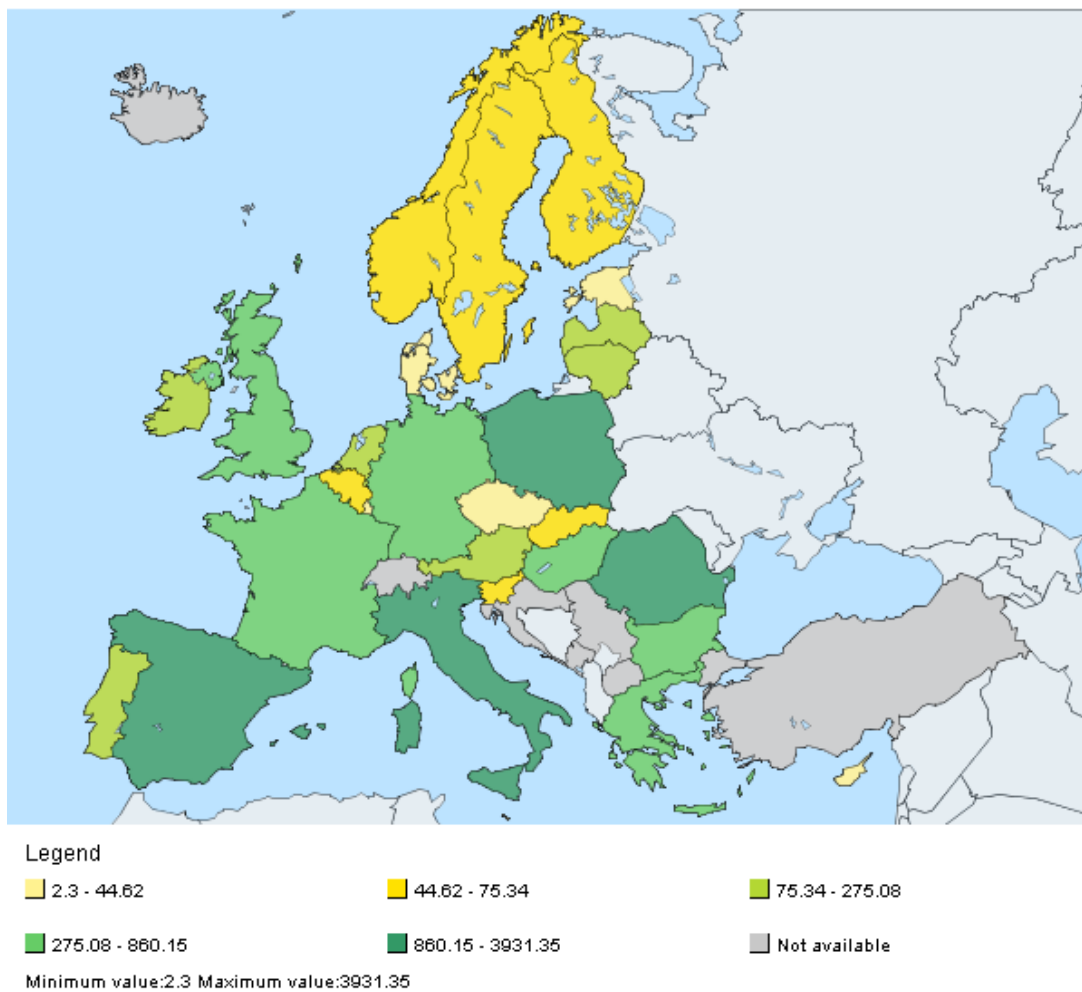 Legend
2.3 - 44.62
44.62 - 75.34
75.34 - 275.08
275.08 - 860.15
860.15 - 3931.35
Not available
Minimum value:2.3 Maximum value:3931.35